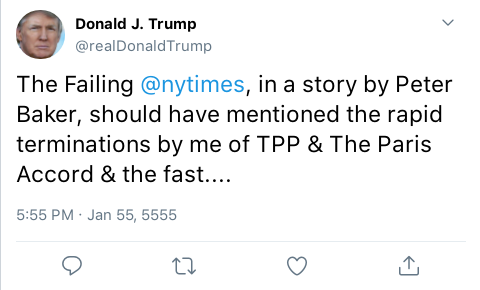 Donald J. Trump
@realDonaldTrump
The Failing @nytimes, in a story by Peter
Baker, should have mentioned the rapid
terminations by me of TPP & The Paris
Accord & the fast....
5:55 PM · Jan 55, 5555